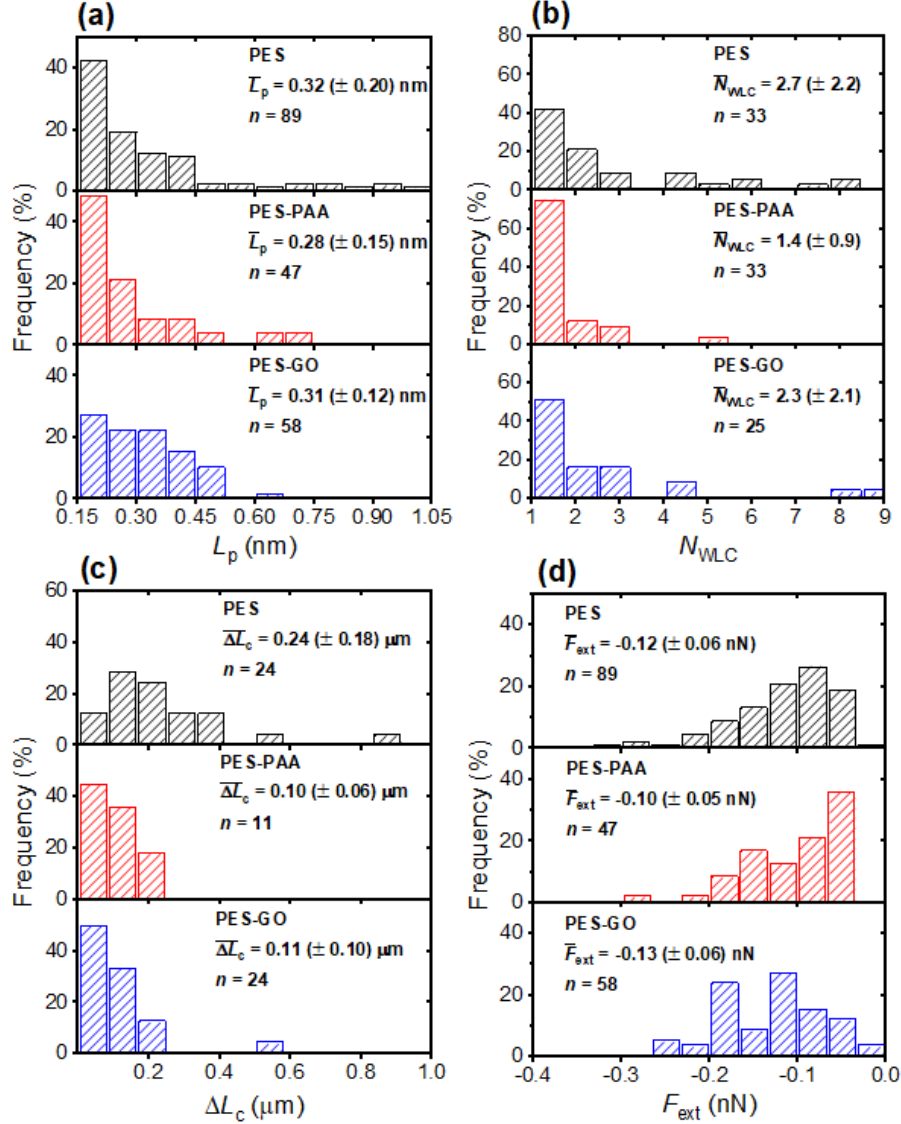 (a)
PES
L̅p = 0.32 (± 0.20) nm
n = 89
PES-PAA
L̅p = 0.28 (± 0.15) nm
n = 47
PES-GO
L̅p = 0.31 (± 0.12) nm
n = 58
Frequency (%)
40
20
0
40
20
0
40
20
0
0.15 0.30 0.45 0.60 0.75 0.90 1.05
Lp (nm)
(b)
PES
N̅WLC = 2.7 (± 2.2)
n = 33
PES-PAA
N̅WLC = 1.4 (± 0.9)
n = 33
PES-GO
N̅WLC = 2.3 (± 2.1)
n = 25
Frequency (%)
80
60
40
20
0
60
40
20
0
60
40
20
0
1 2 3 4 5 6 7 8 9
NWLC
(c)
PES
Δ̅L̅c = 0.24 (± 0.18) µm
n = 24
PES-PAA
Δ̅L̅c = 0.10 (± 0.06) µm
n = 11
PES-GO
Δ̅L̅c = 0.11 (± 0.10) µm
n = 24
Frequency (%)
60
40
20
0
40
20
0
40
20
0
0.2 0.4 0.6 0.8 1.0
ΔLc (µm)
(d)
PES
F̅ext = -0.12 (± 0.06 nN)
n = 89
PES-PAA
F̅ext = -0.10 (± 0.05 nN)
n = 47
PES-GO
F̅ext = -0.13 (± 0.06) nN
n = 58
Frequency (%)
40
20
0
40
20
0
40
20
0
-0.4 -0.3 -0.2 -0.1 0.0
Fext (nN)